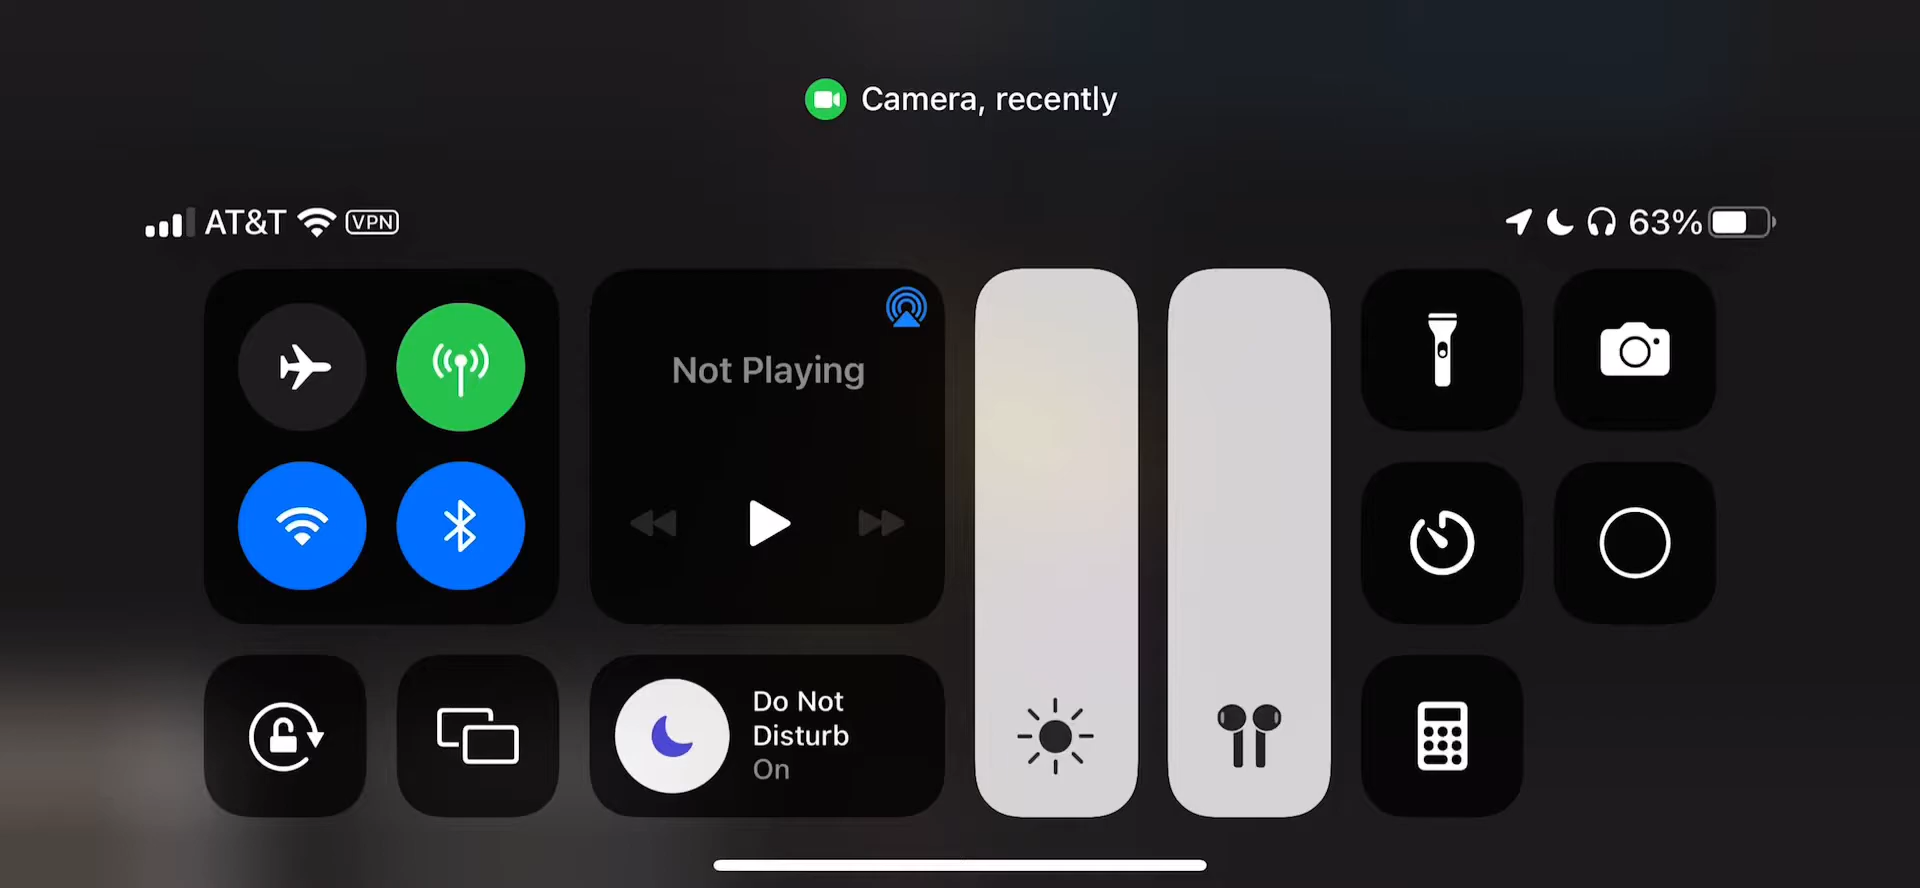 Camera, recently
AT&T VPN
63%
Not Playing
Do Not
Disturb
On